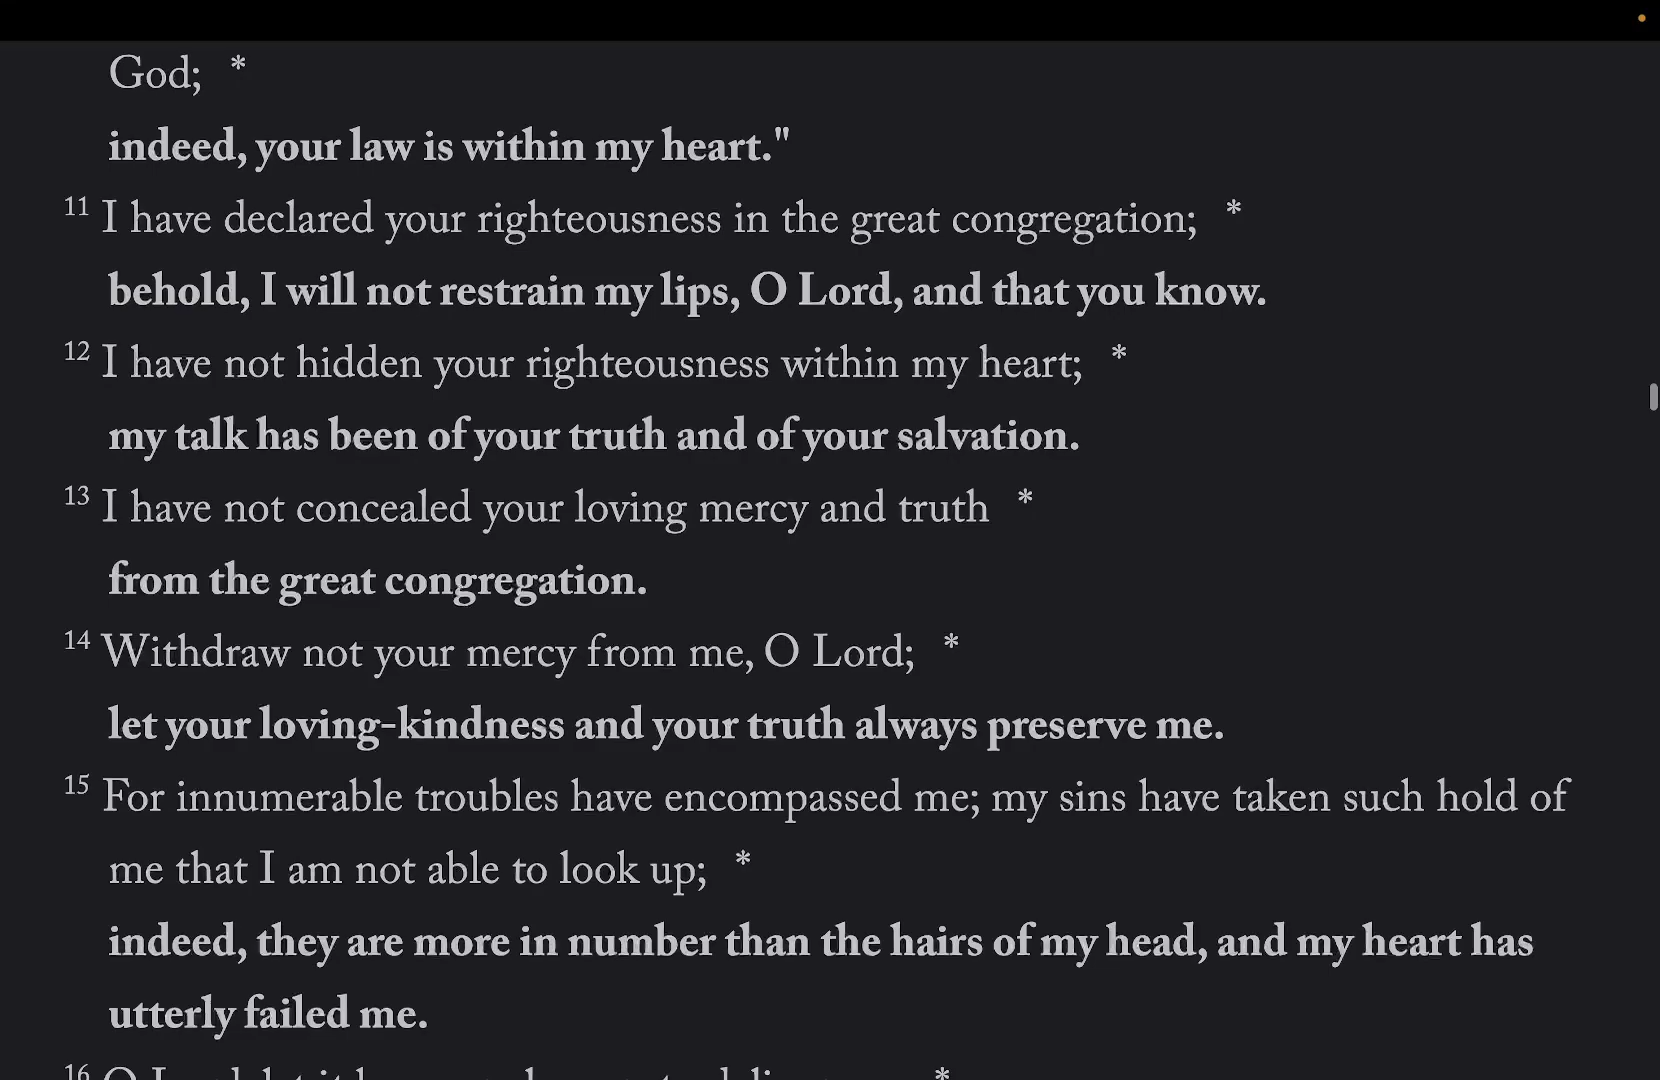 God; *
indeed, your law is within my heart."
11 I have declared your righteousness in the great congregation; *
behold, I will not restrain my lips, O Lord, and that you know.
12 I have not hidden your righteousness within my heart; *
my talk has been of your truth and of your salvation.
13 I have not concealed your loving mercy and truth *
from the great congregation.
14 Withdraw not your mercy from me, O Lord; *
let your loving-kindness and your truth always preserve me.
15 For innumerable troubles have encompassed me; my sins have taken such hold of
me that I am not able to look up; *
indeed, they are more in number than the hairs of my head, and my heart has
utterly failed me.
16 O Lord, let it be *